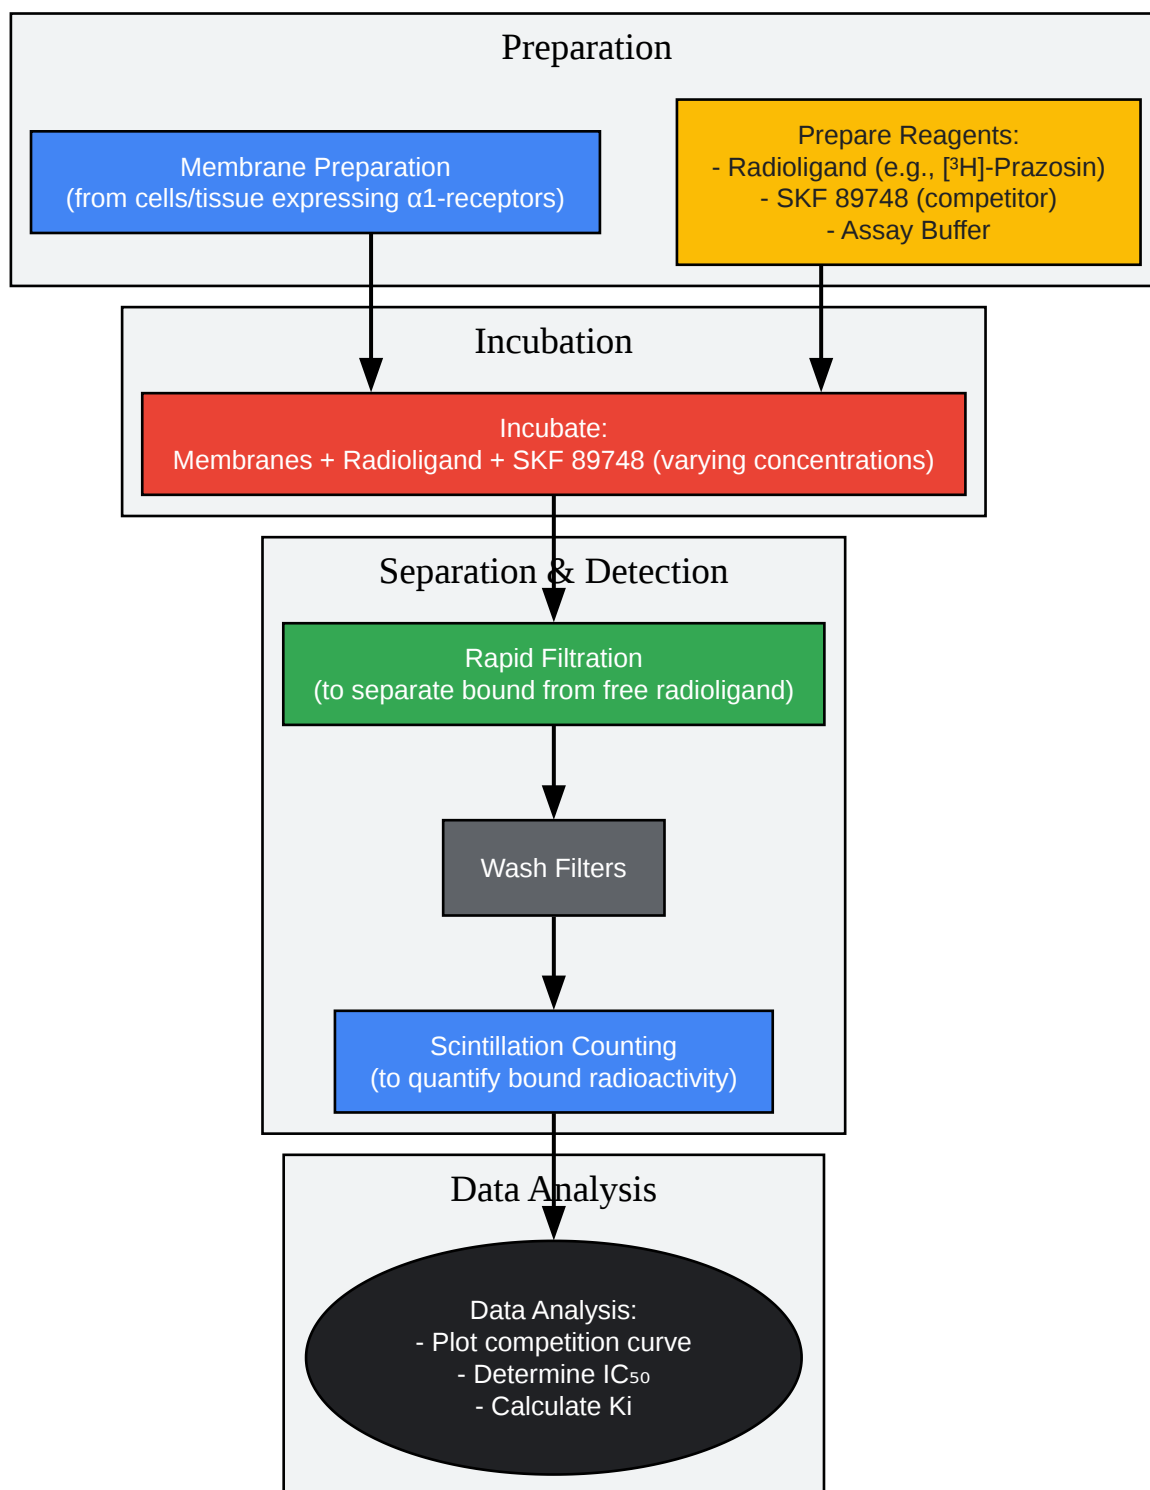 Preparation
Membrane Preparation
(from cells/tissue expressing α1-receptors)
Prepare Reagents:
- Radioligand (e.g., [³H]-Prazosin)
- SKF 89748 (competitor)
- Assay Buffer
Incubation
Incubate:
Membranes + Radioligand + SKF 89748 (varying concentrations)
Separation & Detection
Rapid Filtration
(to separate bound from free radioligand)
Wash Filters
Scintillation Counting
(to quantify bound radioactivity)
Data Analysis
Data Analysis:
- Plot competition curve
- Determine IC₅₀
- Calculate Ki